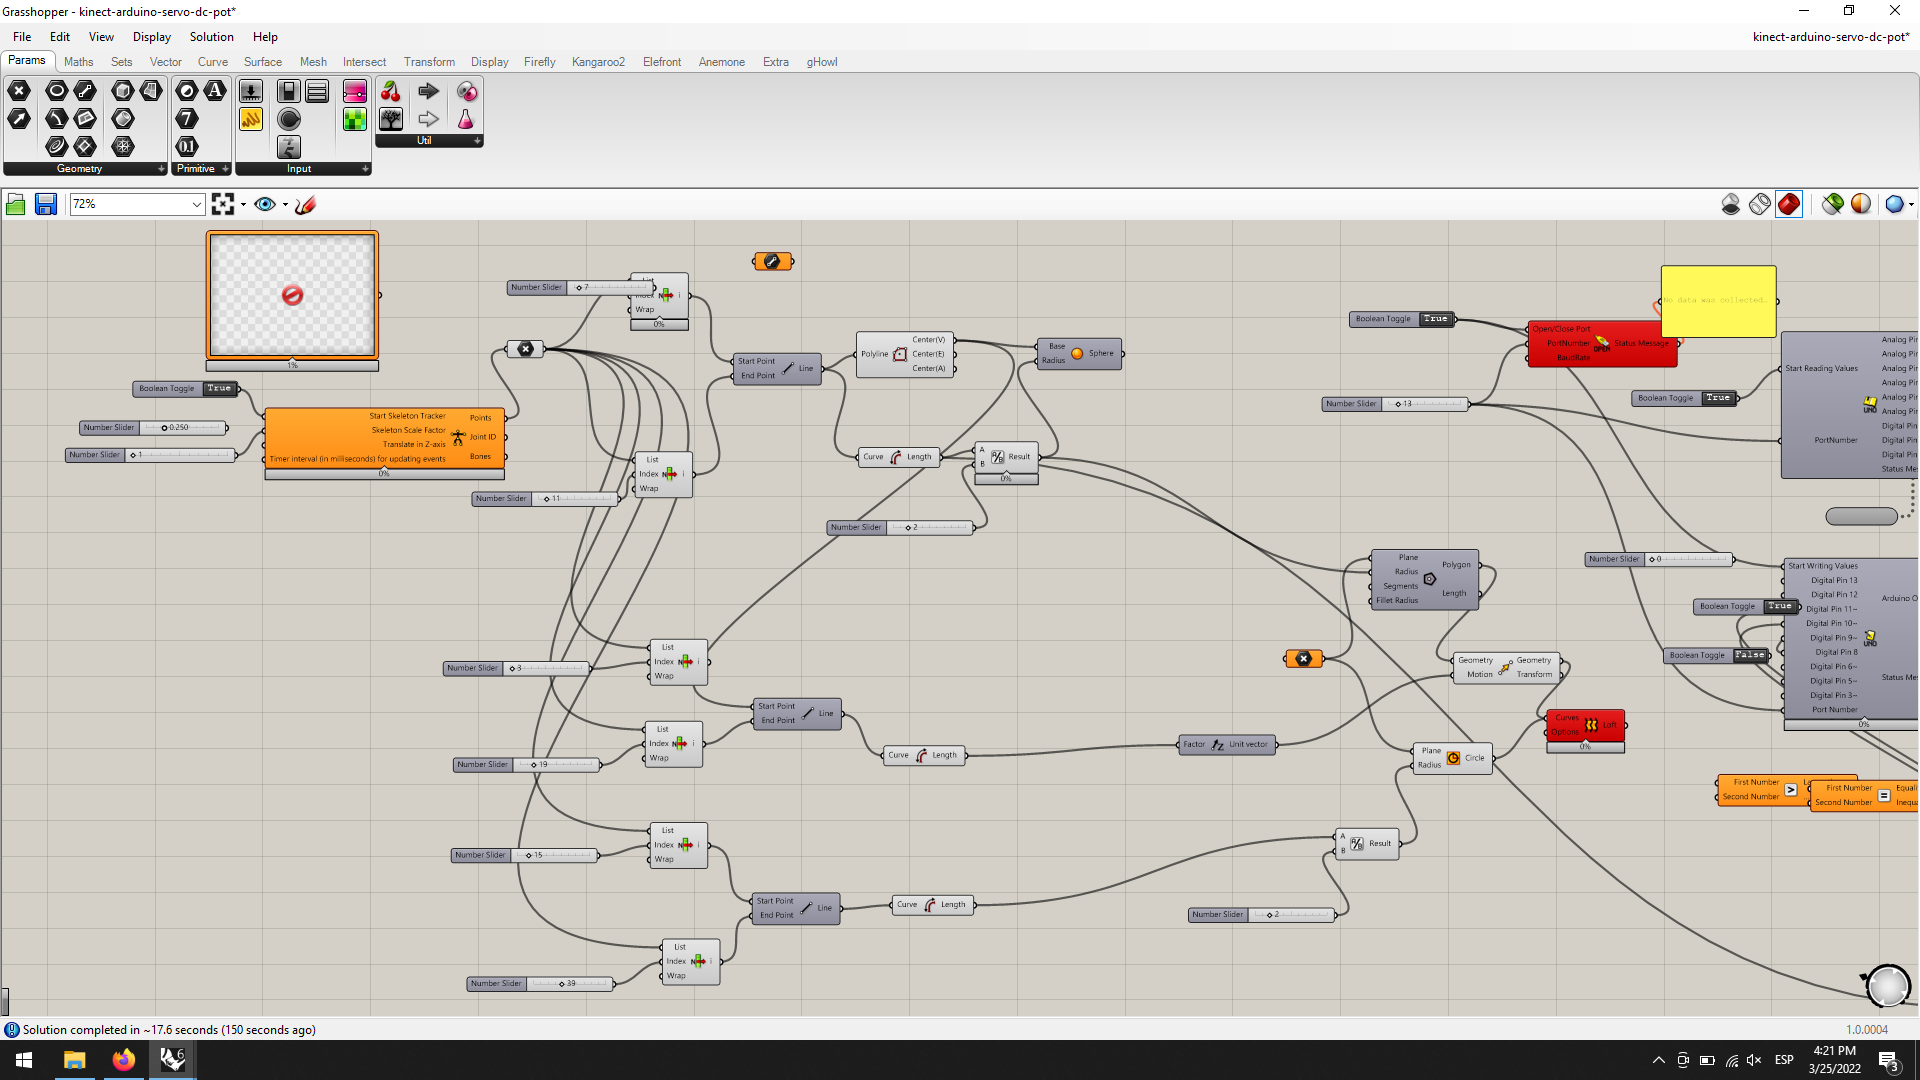 Grasshopper - kinect-arduino-servo-dc-pot*
File Edit View Display Solution Help
kinect-arduino-servo-dc-pot*
Params Maths Sets Vector Curve Surface Mesh Intersect Transform Display Firefly Kangaroo2 Elefront Anemone Extra gHowl
Geometry
Primitive
Input
Util
72%
1%
Boolean Toggle True
Number Slider 0.250
Number Slider 1
Start Skeleton Tracker
Skeleton Scale Factor
Translate in Z-axis
Timer interval (in milliseconds) for updating events
Points
Joint ID
Bones
0%
Number Slider 7
List
Index
Wrap
i
0%
Number Slider 11
List
Index
Wrap
i
Start Point
End Point
Line
Polyline
Center(V)
Center(E)
Center(A)
Base
Radius
Sphere
Curve Length
A
B
Result
0%
Number Slider 2
Number Slider 3
List
Index
Wrap
i
Number Slider 19
List
Index
Wrap
i
Start Point
End Point
Line
Curve Length
Factor Unit vector
Number Slider 15
List
Index
Wrap
i
Number Slider 39
List
Index
Wrap
i
Start Point
End Point
Line
Curve Length
A
B
Result
Number Slider 2
Plane
Radius
Segments
Fillet Radius
Polygon
Length
Geometry
Motion
Geometry
Transform
Plane
Radius
Circle
Curves
Options
Loft
0%
Boolean Toggle True
Number Slider 13
Open/Close Port
PortNumber
BaudRate
OPEN
Status Message
No data was collected...
Boolean Toggle True
Start Reading Values
PortNumber
UNO
Analog Pin
Analog Pin
Analog Pin
Analog Pin
Analog Pin
Analog Pin
Digital Pin
Digital Pin
Digital Pin
Status Me
Number Slider 0
Boolean Toggle True
Boolean Toggle False
Start Writing Values
Digital Pin 13
Digital Pin 12
Digital Pin 11~
Digital Pin 10~
Digital Pin 9~
Digital Pin 8
Digital Pin 6~
Digital Pin 5~
Digital Pin 3~
Port Number
UNO
Arduino O
Status Me
0%
First Number
Second Number
>
First Number
Second Number
=
Equali
Inequa
Solution completed in ~17.6 seconds (150 seconds ago)
1.0.0004
6
ESP
4:21 PM
3/25/2022
3